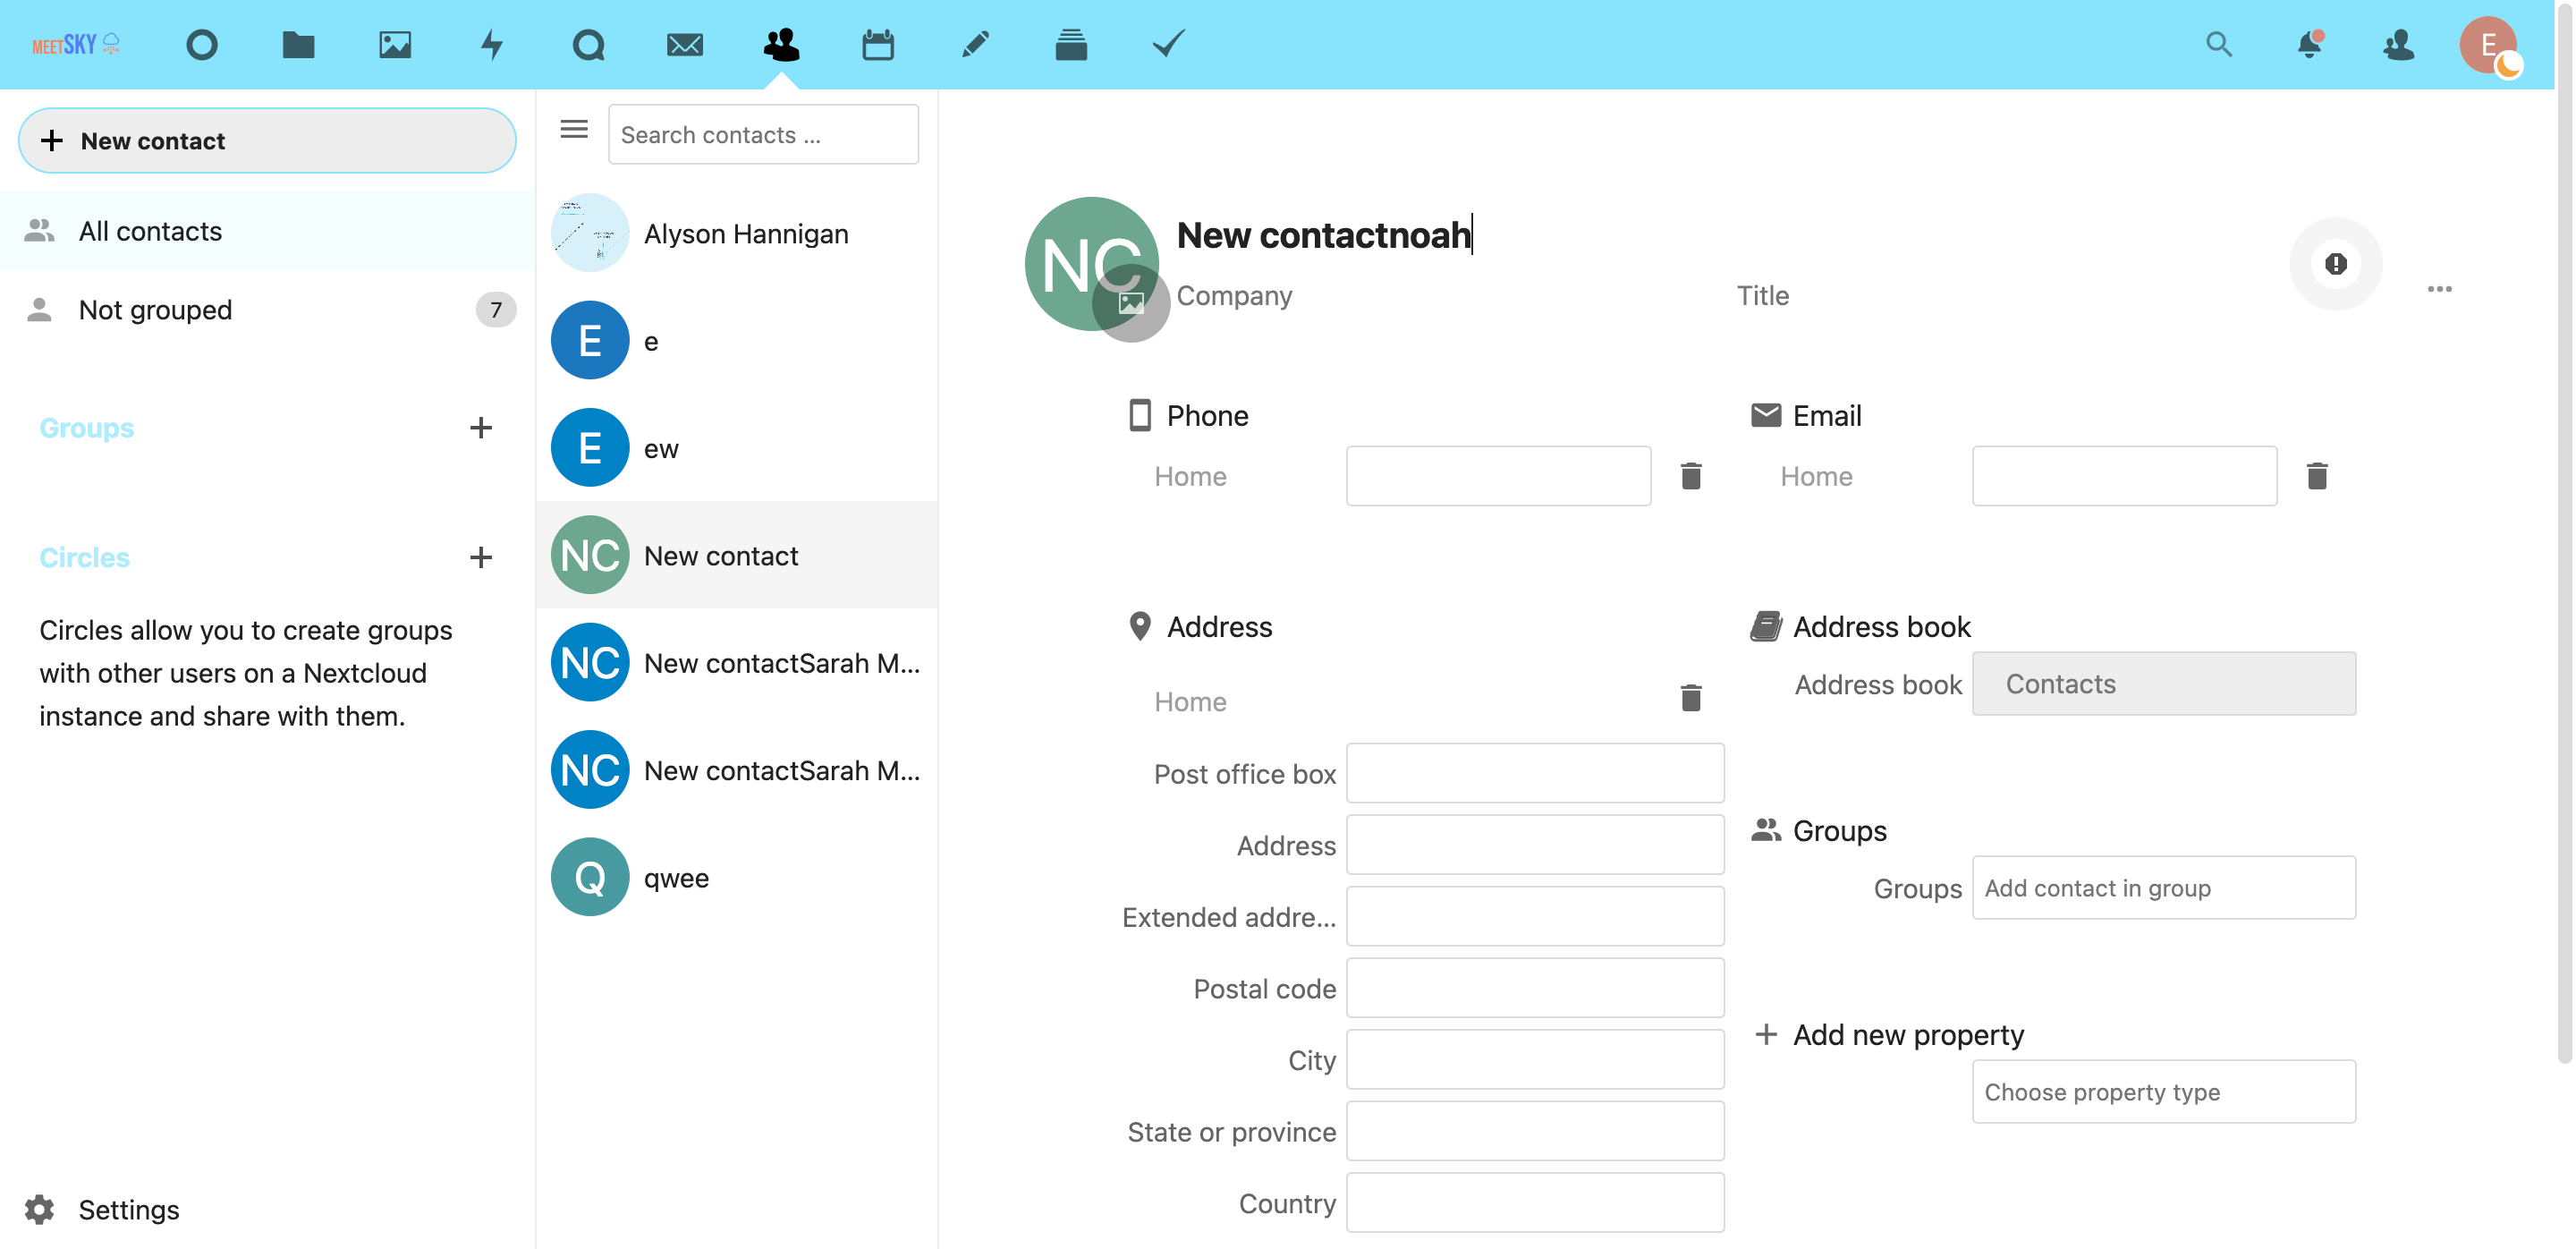 MEETSKY
E
New contact
Search contacts ...
All contacts
Not grouped
7
Groups
Circles
Circles allow you to create groups
with other users on a Nextcloud
instance and share with them.
Settings
Alyson Hannigan
E
e
E
ew
NC
New contact
NC
New contactSarah M...
NC
New contactSarah M...
Q
qwee
NC
New contactnoah
Company
Title
Phone
Home
Email
Home
Address
Home
Post office box
Address
Extended addre...
Postal code
City
State or province
Country
Address book
Address book
Contacts
Groups
Groups
Add contact in group
Add new property
Choose property type